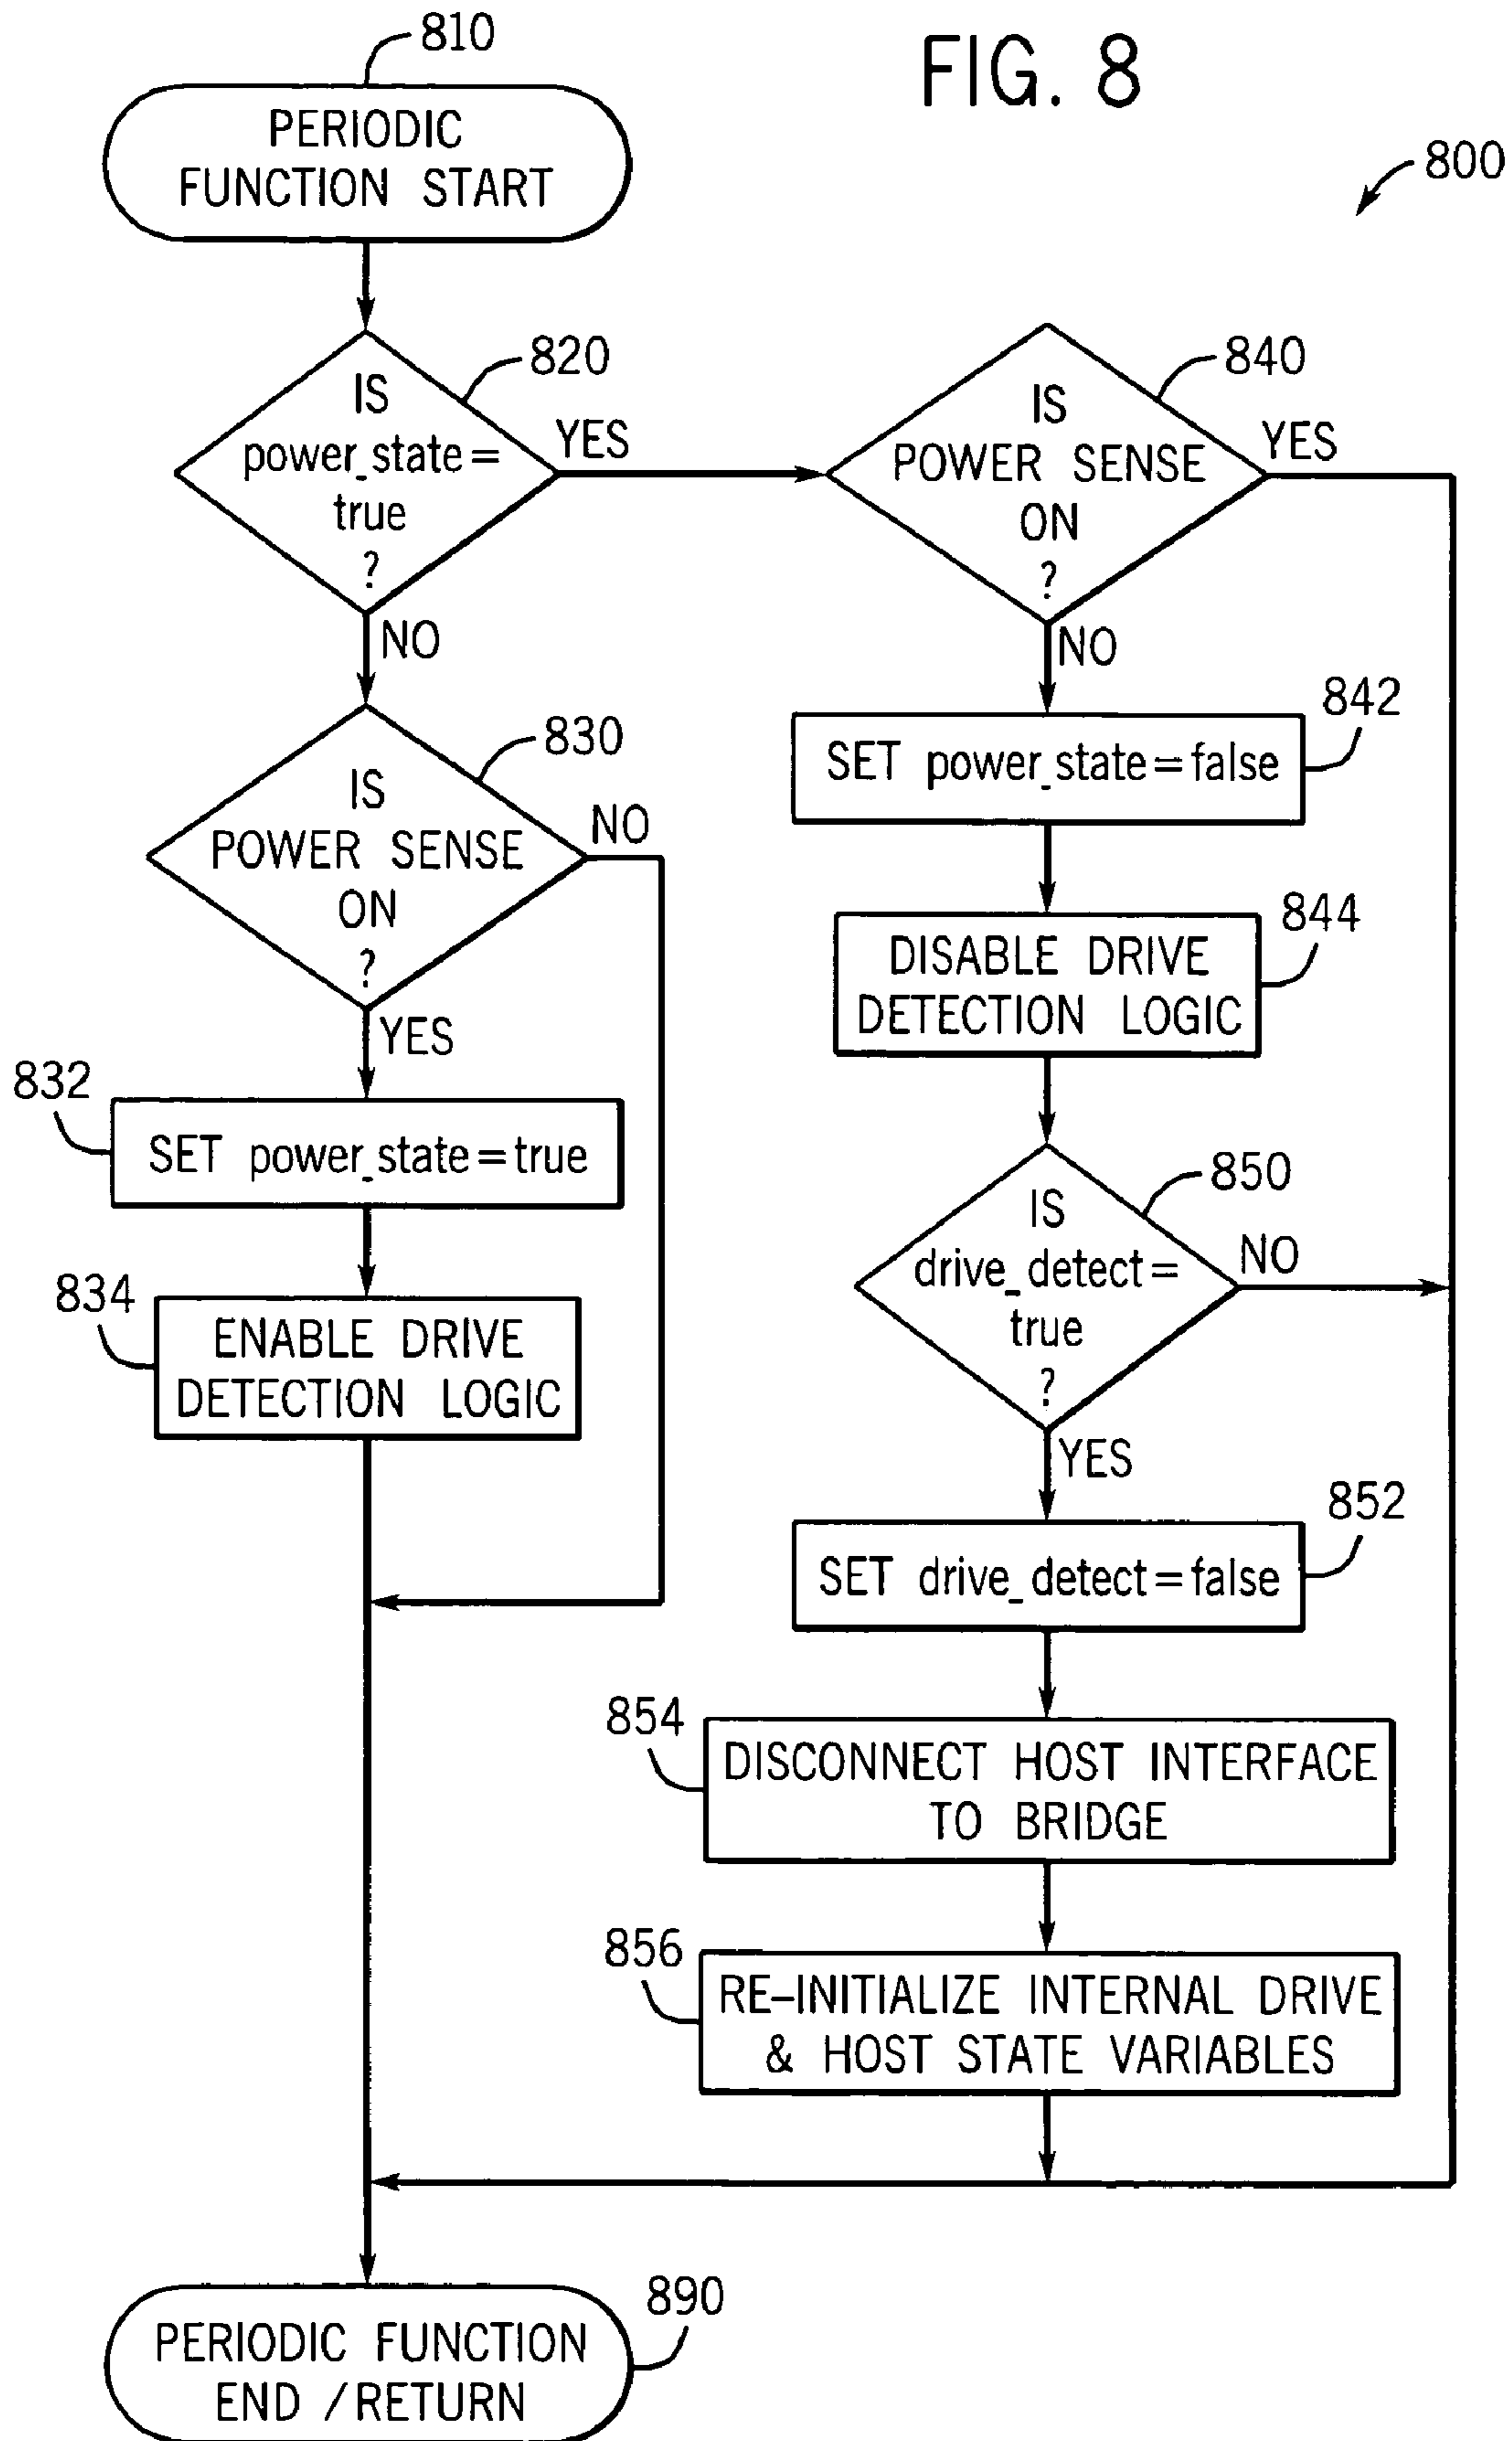 FIG. 8
800
810
PERIODIC
FUNCTION START
820
IS
power_state=
true
?
YES
NO
830
IS
POWER SENSE
ON
?
NO
YES
832
SET power_state=true
834
ENABLE DRIVE
DETECTION LOGIC
840
IS
POWER SENSE
ON
?
YES
NO
842
SET power_state=false
844
DISABLE DRIVE
DETECTION LOGIC
850
IS
drive_detect=
true
?
NO
YES
852
SET drive_detect=false
854
DISCONNECT HOST INTERFACE
TO BRIDGE
856
RE-INITIALIZE INTERNAL DRIVE
& HOST STATE VARIABLES
890
PERIODIC FUNCTION
END /RETURN